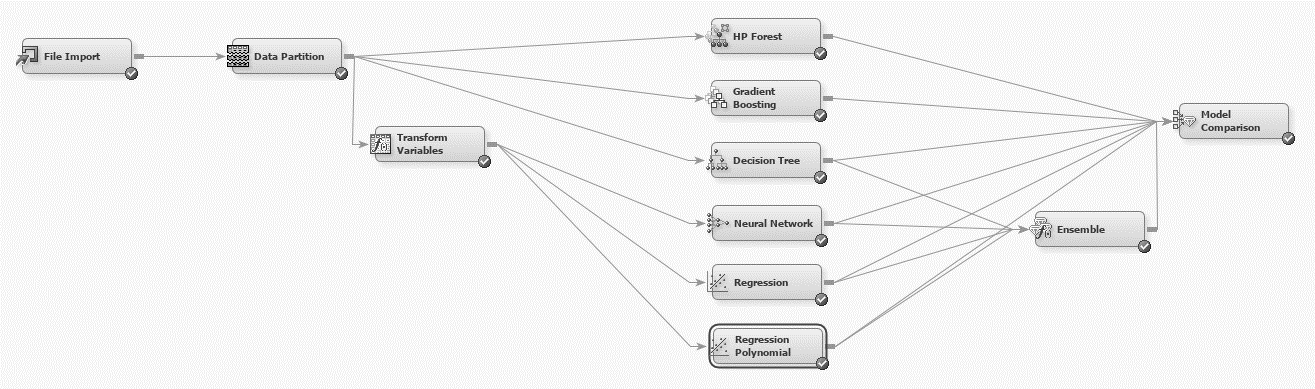 File Import
Data Partition
Transform
Variables
HP Forest
Gradient
Boosting
Decision Tree
Neural Network
Regression
Regression
Polynomial
Ensemble
Model
Comparison